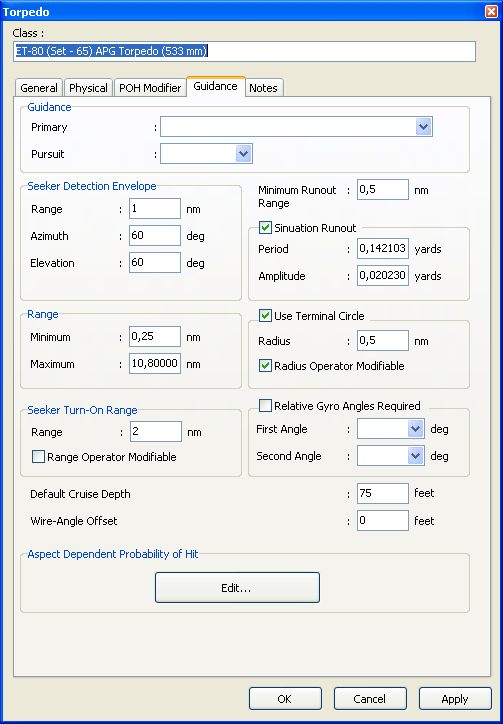 Torpedo
Class :
ET-80 (Set - 65) APG Torpedo (533 mm)
General Physical POH Modifier Guidance Notes
Guidance
Primary :
Pursuit :
Seeker Detection Envelope
Range : 1 nm
Azimuth : 60 deg
Elevation : 60 deg
Minimum Runout Range : 0,5 nm
Sinuation Runout
Period : 0,142103 yards
Amplitude : 0,020230 yards
Range
Minimum : 0,25 nm
Maximum : 10,80000 nm
Use Terminal Circle
Radius : 0,5 nm
Radius Operator Modifiable
Seeker Turn-On Range
Range : 2 nm
Range Operator Modifiable
Relative Gyro Angles Required
First Angle : deg
Second Angle : deg
Default Cruise Depth : 75 feet
Wire-Angle Offset : 0 feet
Aspect Dependent Probability of Hit
Edit...
OK Cancel Apply